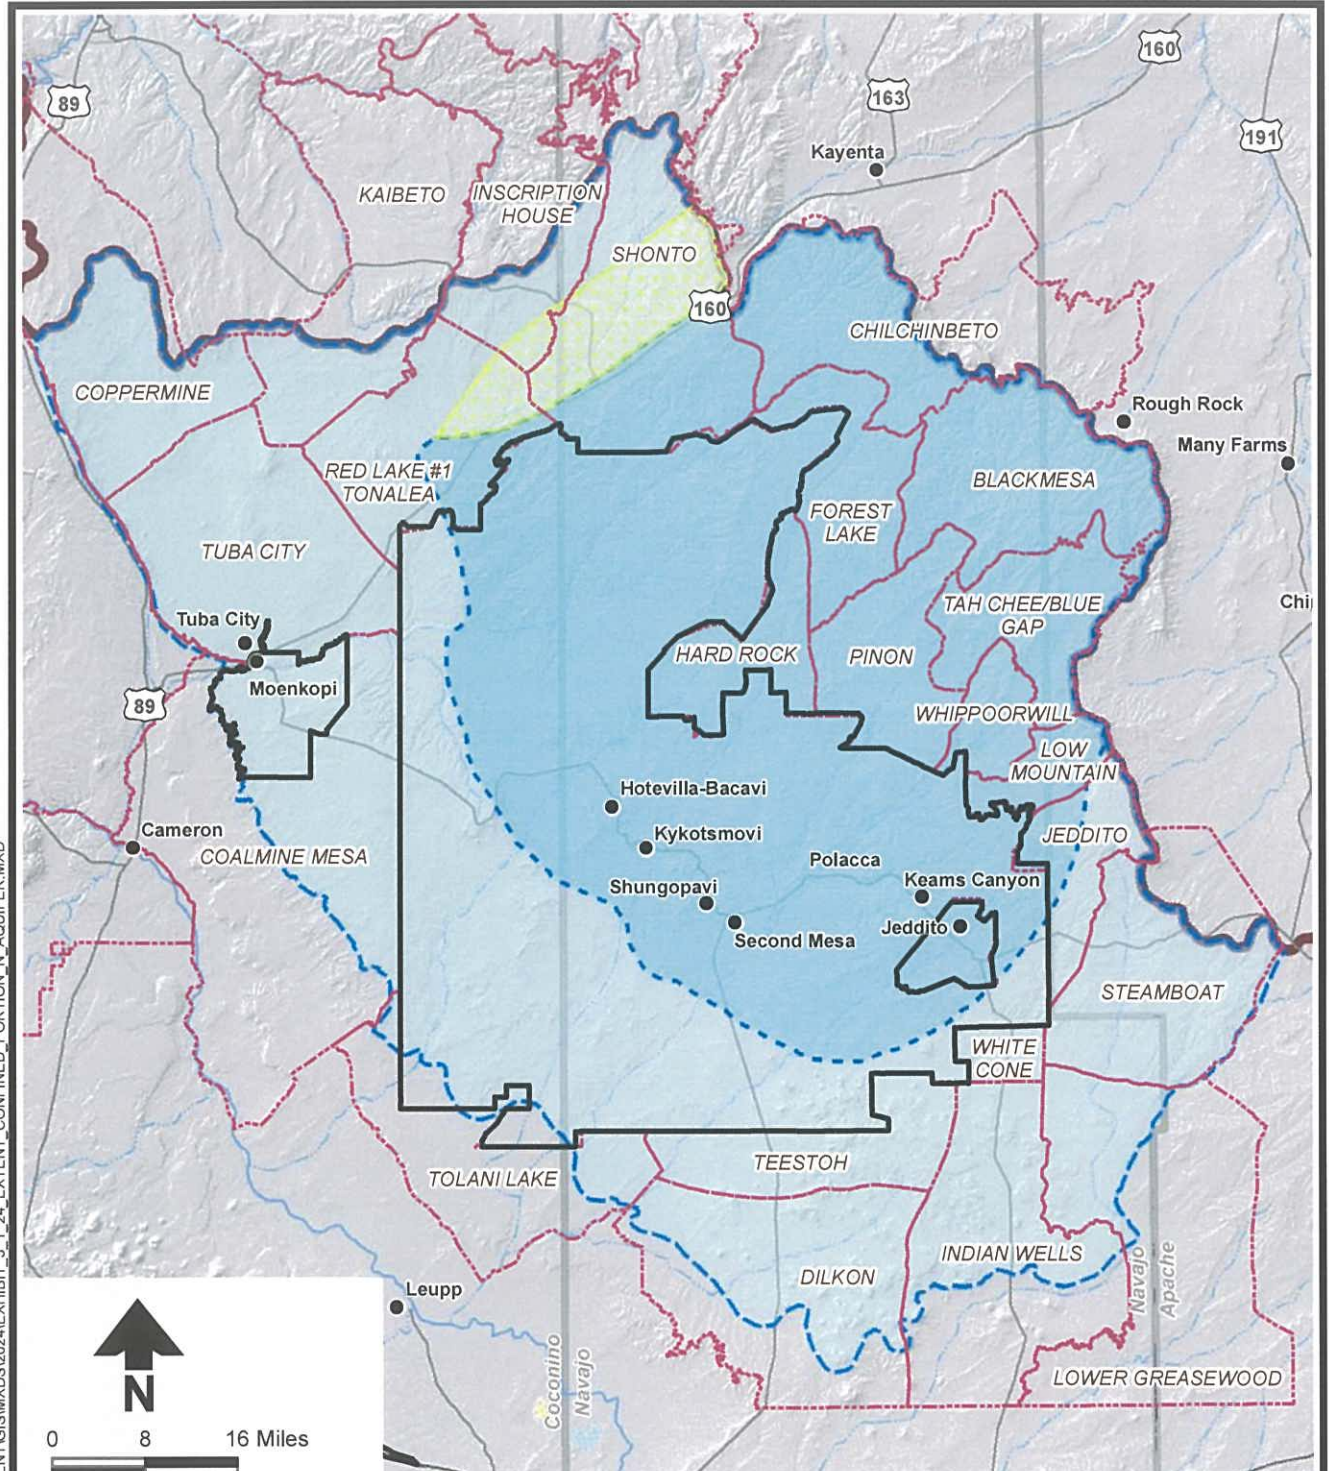 160
89
163
191
Kayenta
KAIBETO
INSCRIPTION
HOUSE
SHONTO
160
CHILCHINBETO
COPPERMINE
Rough Rock
Many Farms
RED LAKE #1
TONALEA
BLACKMESA
FOREST
LAKE
TUBA CITY
Chi
TAH CHEE/BLUE
GAP
Tuba City
HARD ROCK
PINON
Moenkopi
89
WHIPPOORWILL
LOW
MOUNTAIN
Hotevilla-Bacavi
Cameron
Kykotsmovi
JEDDITO
COALMINE MESA
Polacca
Keams Canyon
Shungopavi
Jeddito
Second Mesa
STEAMBOAT
WHITE
CONE
TEESTOH
TOLANI LAKE
INDIAN WELLS
DILKON
Navajo
Apache
Leupp
Coconino
Navajo
LOWER GREASEWOOD
N
0 8 16 Miles